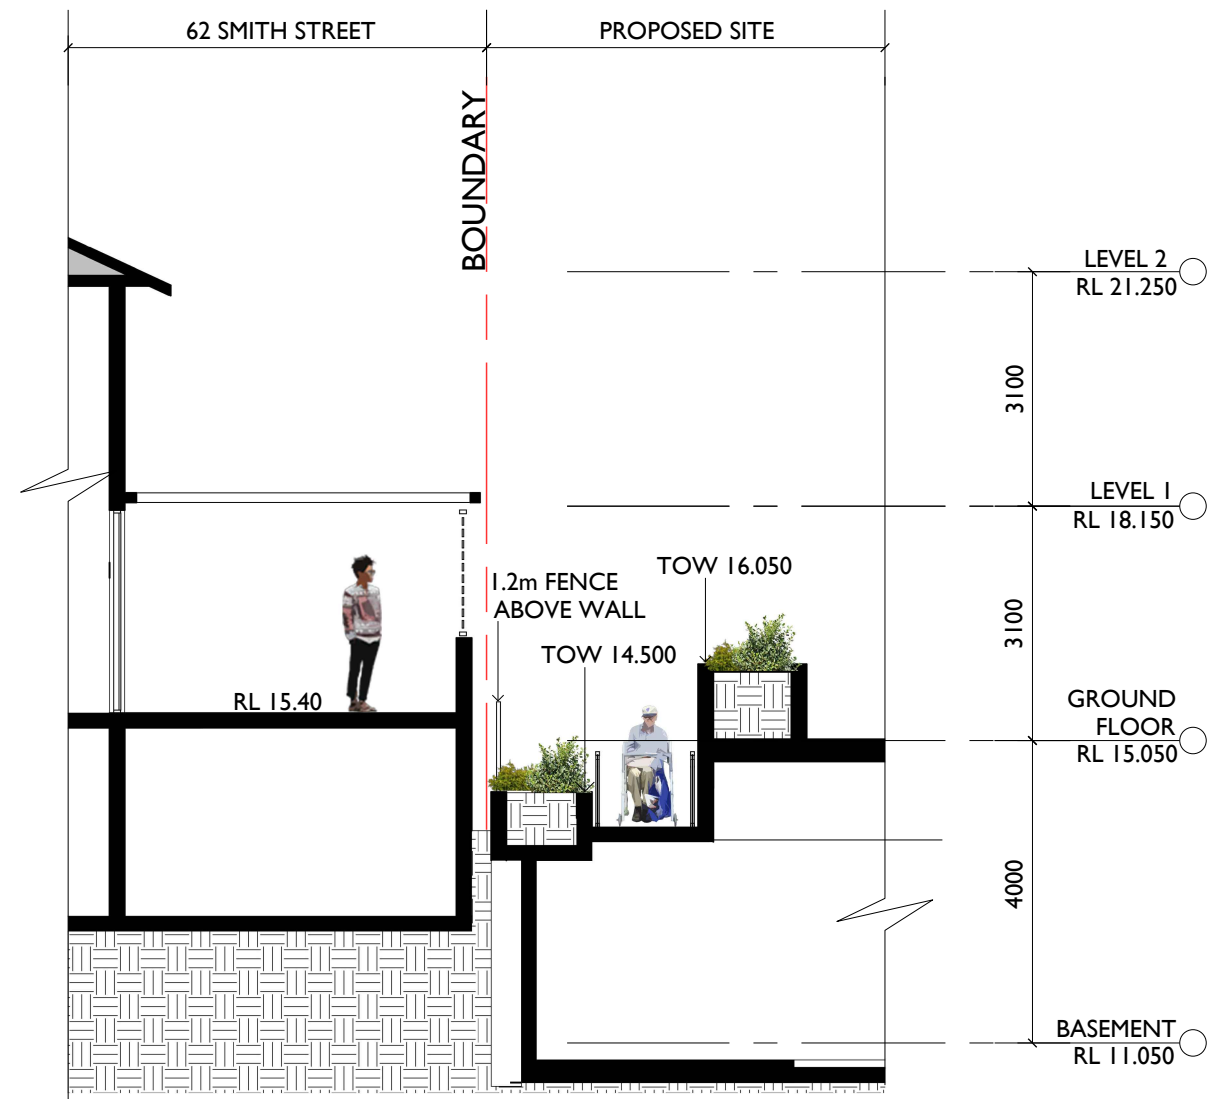 62 SMITH STREET
PROPOSED SITE
BOUNDARY
LEVEL 2
RL 21.250
3100
LEVEL 1
RL 18.150
TOW 16.050
1.2m FENCE
ABOVE WALL
TOW 14.500
3100
RL 15.40
GROUND
FLOOR
RL 15.050
4000
BASEMENT
RL 11.050